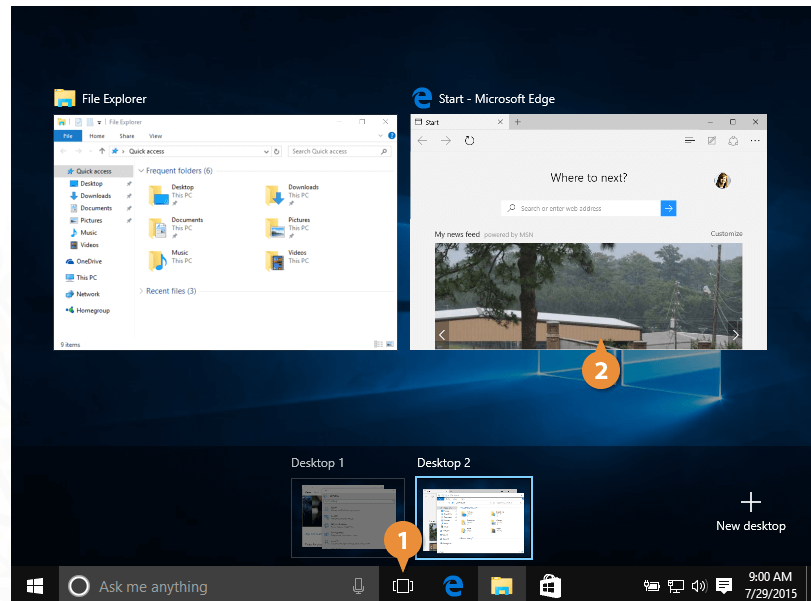 File Explorer
Start - Microsoft Edge
File Explorer
File Home Share View
Quick access
Search Quick access
Quick access
Desktop
Downloads
Documents
Pictures
Music
Videos
OneDrive
This PC
Network
Homegroup
Frequent folders (6)
Desktop
This PC
Downloads
This PC
Documents
This PC
Pictures
This PC
Music
This PC
Videos
This PC
Recent files (3)
9 items
Start
Where to next?
Search or enter web address
My news feed powered by MSN
Customize
2
Desktop 1
Desktop 2
New desktop
1
Ask me anything
9:00 AM
7/29/2015